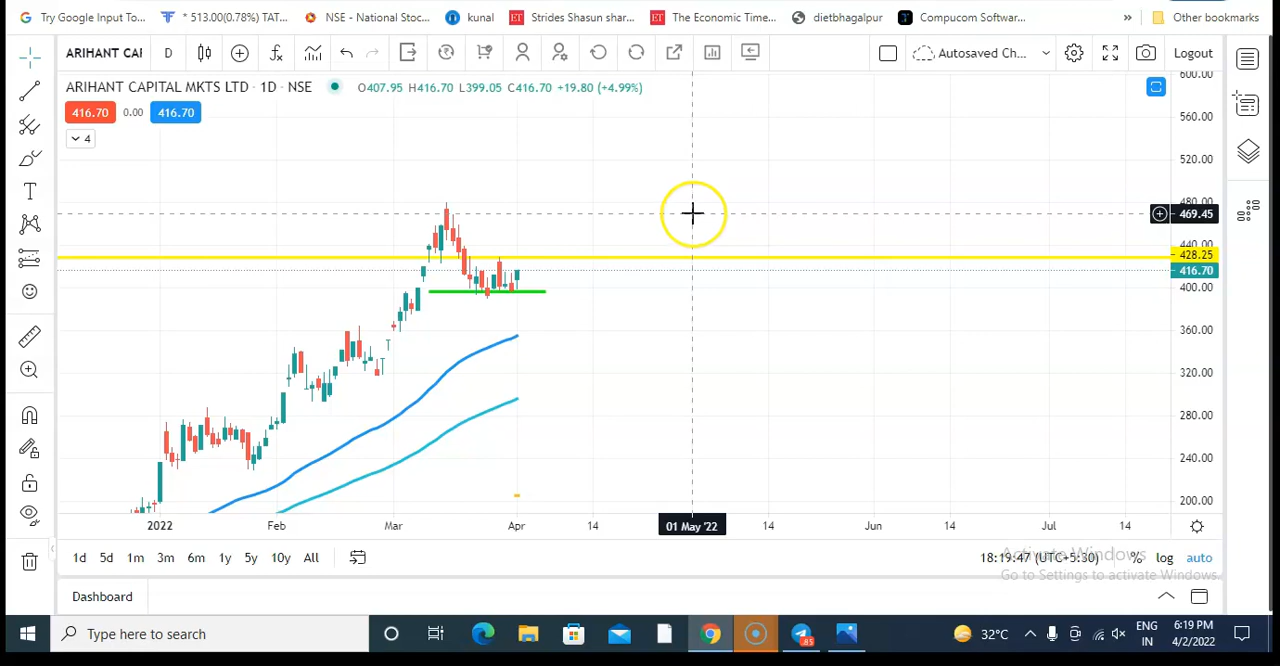 Try Google Input To...
* 513.00(0.78%) TAT...
NSE - National Stoc...
kunal
Strides Shasun shar...
The Economic Time...
dietbhagalpur
Compucom Softwar...
»
Other bookmarks
ARIHANT CAP
D
Autosaved Ch...
Logout
ARIHANT CAPITAL MKTS LTD · 1D · NSE
O407.95 H416.70 L399.05 C416.70 +19.80 (+4.99%)
416.70 0.00 416.70
4
600.00
560.00
520.00
480.00
469.45
440.00
428.25
416.70
400.00
360.00
320.00
280.00
240.00
200.00
2022 Feb Mar Apr 14 01 May '22 14 Jun 14 Jul 14
1d 5d 1m 3m 6m 1y 5y 10y All
18:19:47 (UTC+5:30) % log auto
Activate Windows
Go to Settings to activate Windows.
Dashboard
Type here to search
85
32°C
ENG
IN
6:19 PM
4/2/2022